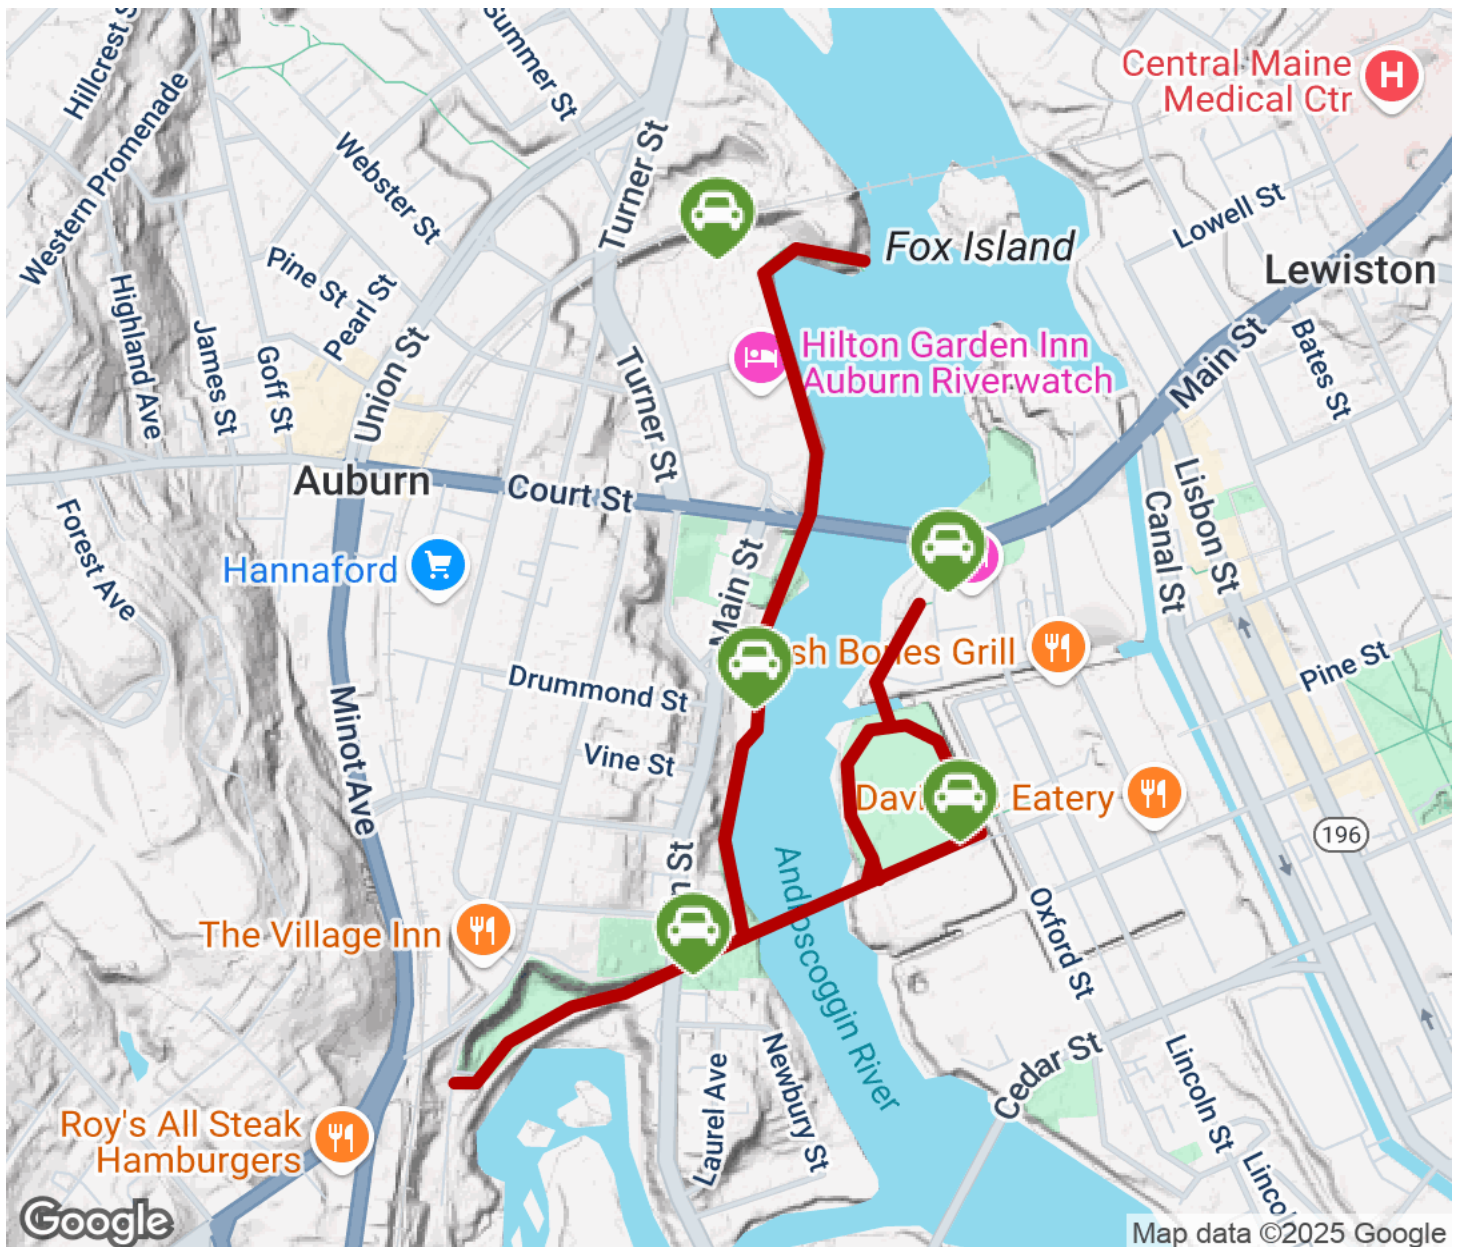 Hillcrest S
Summer St
Central Maine
Medical Ctr
H
Western Promenade
Webster St
Turner St
Lowell St
Fox Island
Lewiston
Pine St
Pearl St
Highland Ave
James St
Goff St
Union St
Turner St
Hilton Garden Inn
Auburn Riverwatch
Main St
Bates St
Auburn
Court St
Lisbon St
Canal St
Forest Ave
Hannaford
Main St
sh Bones Grill
Pine St
Drummond St
Minot Ave
Vine St
Eatery
196
St
Androscoggin River
The Village Inn
Oxford St
Laurel Ave
Newbury St
Cedar St
Lincoln St
Roy's All Steak
Hamburgers
Google
Map data ©2025 Google